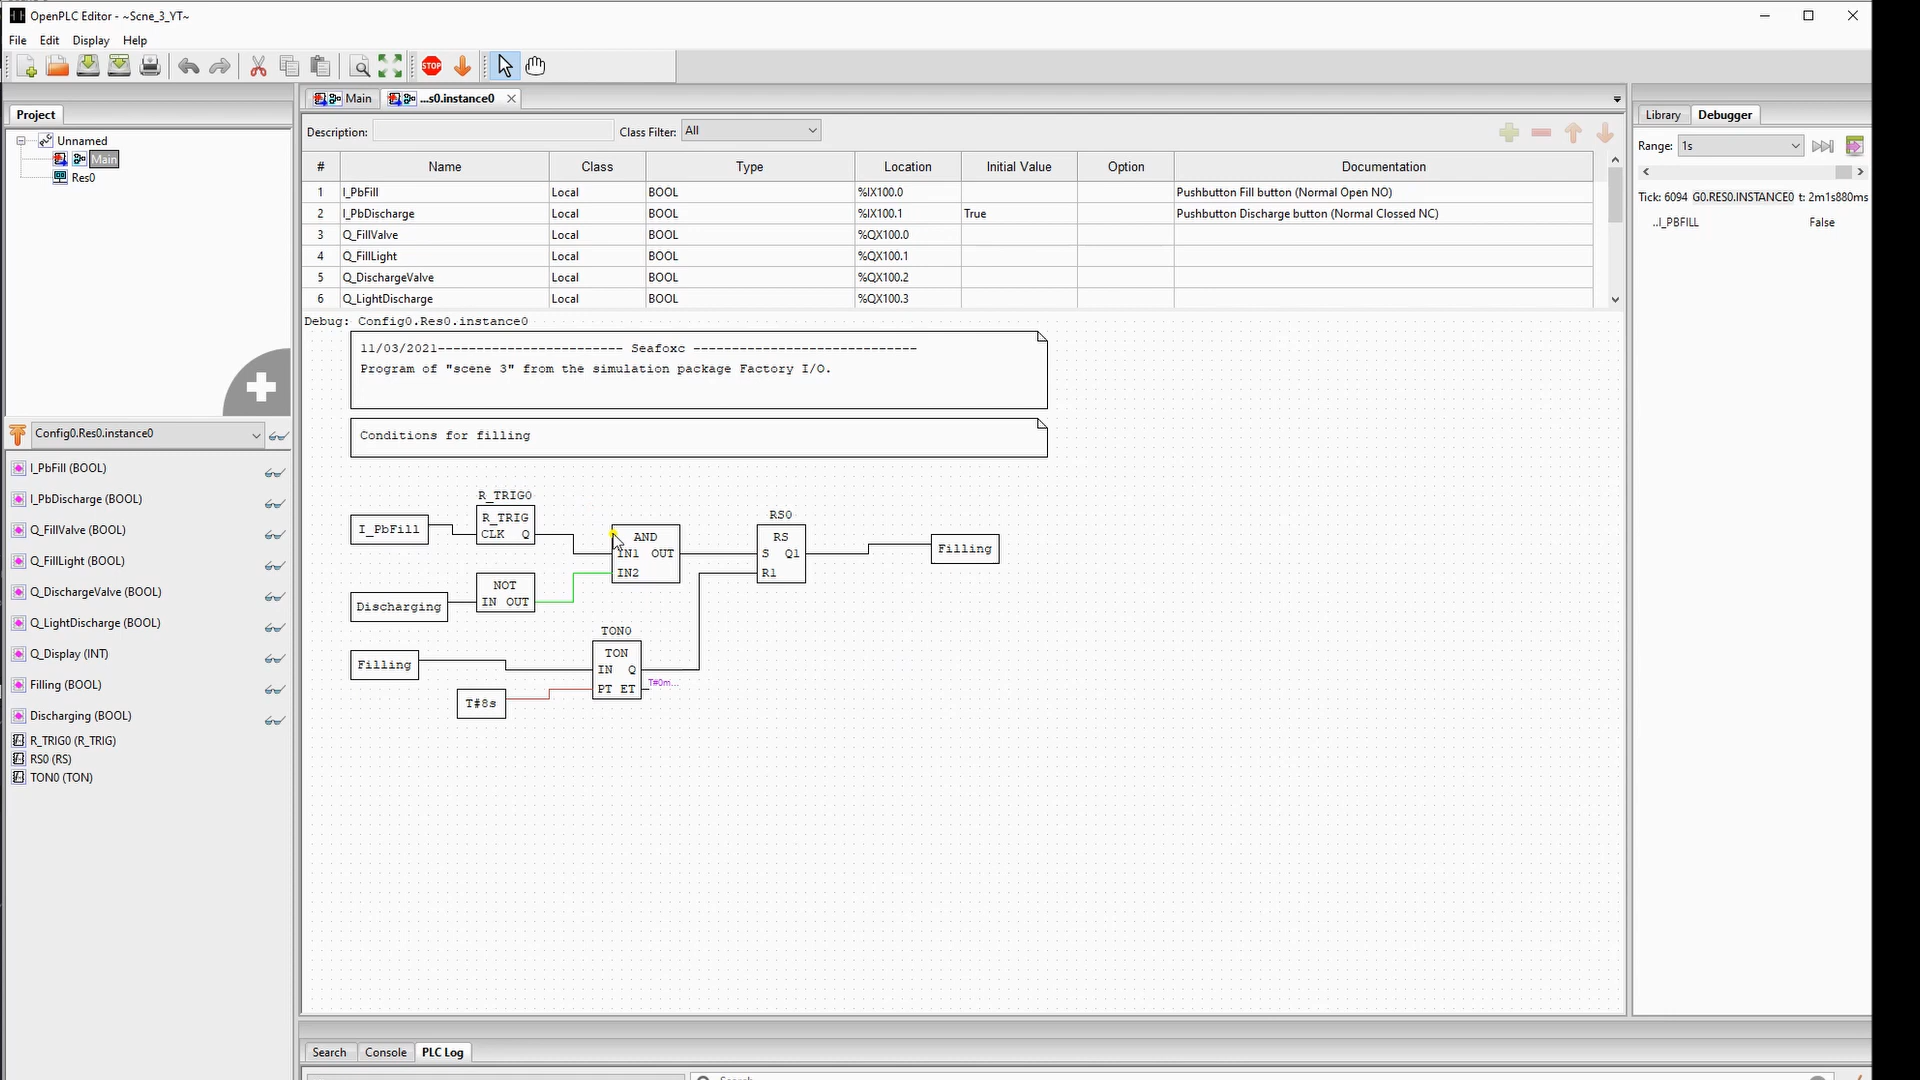 OpenPLC Editor - ~Scne_3_YT~
File Edit Display Help
STOP
Project
Unnamed
Main
Res0
Config0.Res0.instance0
I_PbFill (BOOL)
I_PbDischarge (BOOL)
Q_FillValve (BOOL)
Q_FillLight (BOOL)
Q_DischargeValve (BOOL)
Q_LightDischarge (BOOL)
Q_Display (INT)
Filling (BOOL)
Discharging (BOOL)
R_TRIG0 (R_TRIG)
RS0 (RS)
TON0 (TON)
Main ...s0.instance0
Description: Class Filter: All
# Name Class Type Location Initial Value Option Documentation
1 I_PbFill Local BOOL %IX100.0 Pushbutton Fill button (Normal Open NO)
2 I_PbDischarge Local BOOL %IX100.1 True Pushbutton Discharge button (Normal Clossed NC)
3 Q_FillValve Local BOOL %QX100.0
4 Q_FillLight Local BOOL %QX100.1
5 Q_DischargeValve Local BOOL %QX100.2
6 Q_LightDischarge Local BOOL %QX100.3
Debug: Config0.Res0.instance0
11/03/2021----------------------- Seafoxc ----------------------------
Program of "scene 3" from the simulation package Factory I/O.
Conditions for filling
R_TRIG0
I_PbFill
R_TRIG
CLK Q
AND
IN1 OUT
IN2
RS0
RS
S Q1
R1
Filling
Discharging
NOT
IN OUT
TON0
Filling
TON
IN Q
PT ET
T#0m...
T#8s
Search Console PLC Log
Search
Library Debugger
Range: 1s
Tick: 6094 G0.RES0.INSTANCE0 t: 2m1s880ms
..I_PBFILL False